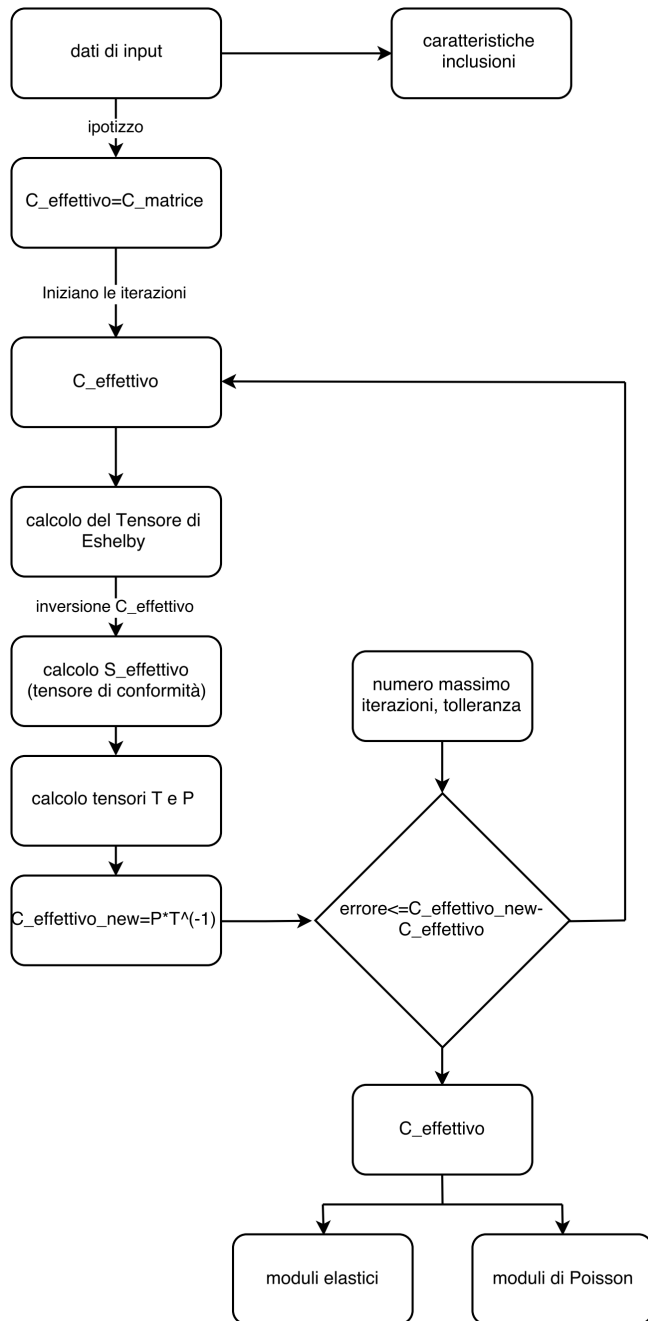 dati di input
caratteristiche
inclusioni
ipotizzo
C_effettivo=C_matrice
Iniziano le iterazioni
C_effettivo
calcolo del Tensore di
Eshelby
inversione C_effettivo
calcolo S_effettivo
(tensore di conformità)
numero massimo
iterazioni, tolleranza
calcolo tensori T e P
C_effettivo_new=P*T^(-1)
errore<=C_effettivo_new-
C_effettivo
C_effettivo
moduli elastici
moduli di Poisson